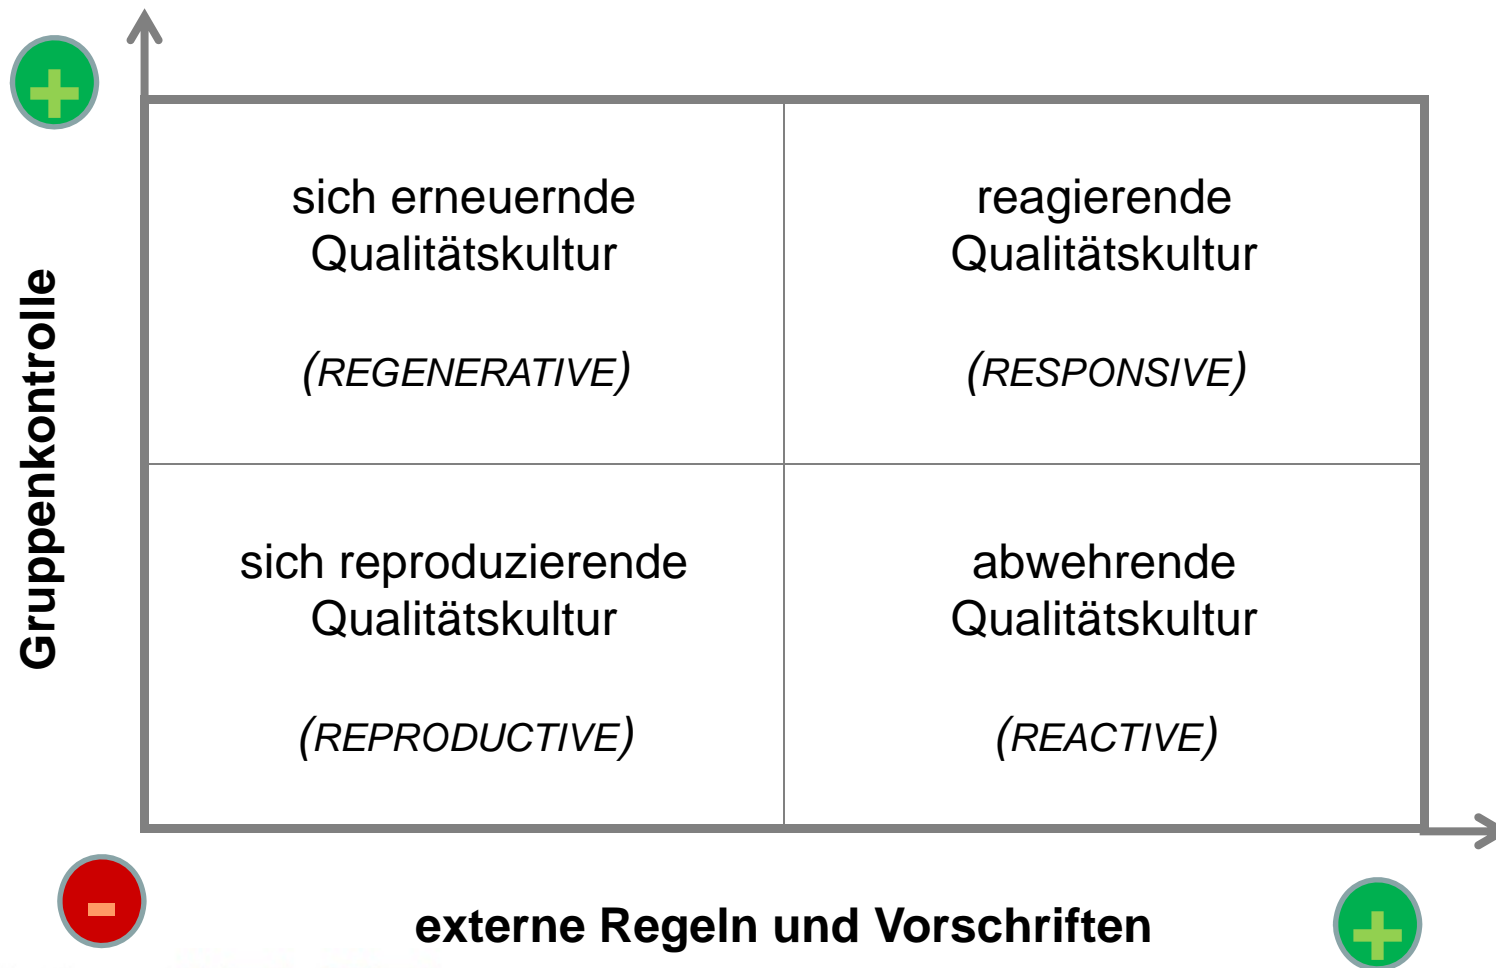 +
sich erneuernde
Qualitätskultur
(REGENERATIVE)
reagierende
Qualitätskultur
(RESPONSIVE)
Gruppenkontrolle
sich reproduzierende
Qualitätskultur
(REPRODUCTIVE)
abwehrende
Qualitätskultur
(REACTIVE)
-
externe Regeln und Vorschriften
+